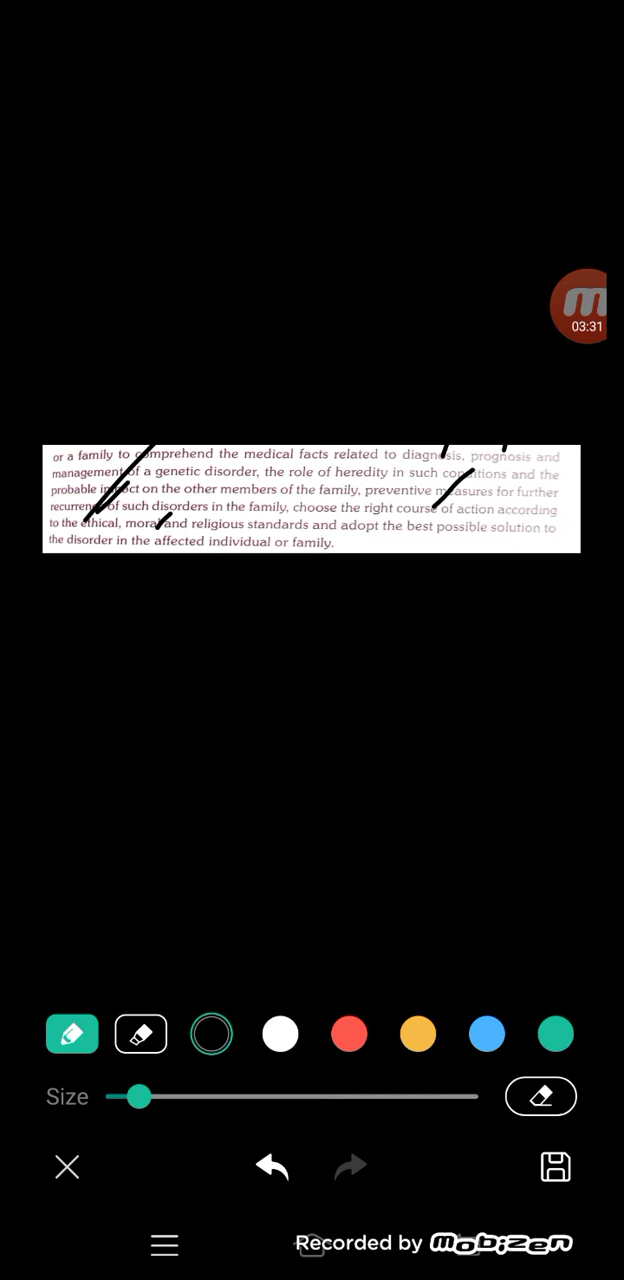 03:31
or a family to comprehend the medical facts related to diagnosis, prognosis and
management of a genetic disorder, the role of heredity in such conditions and the
probable impact on the other members of the family, preventive measures for further
recurrence of such disorders in the family, choose the right course of action according
to the ethical, moral and religious standards and adopt the best possible solution to
the disorder in the affected individual or family.
Size
Recorded by mobizen